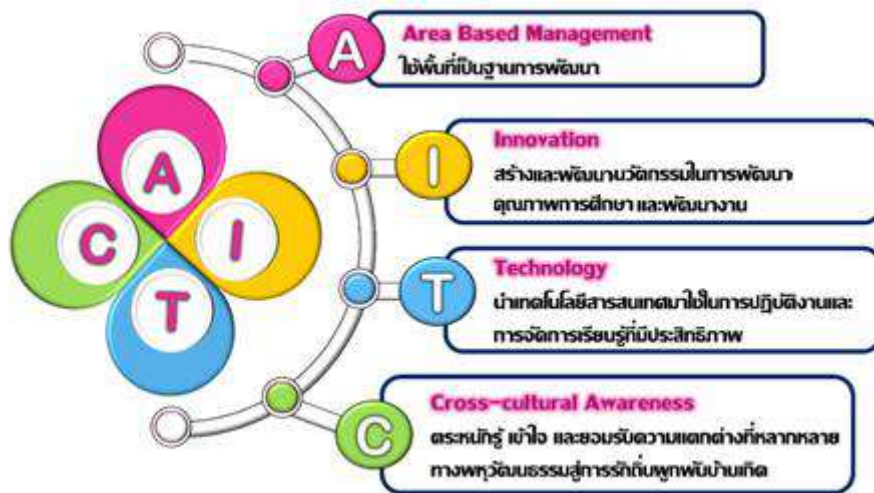 A
Area Based Management
ใช้พื้นที่เป็นฐานการพัฒนา
A
C
I
T
I
Innovation
สร้างและพัฒนานวัตกรรมในการพัฒนา
คุณภาพการศึกษา และพัฒนางาน
T
Technology
นำเทคโนโลยีสารสนเทศมาใช้ในการปฏิบัติงานและ
การจัดการเรียนรู้ที่มีประสิทธิภาพ
C
Cross-cultural Awareness
ตระหนักรู้ เข้าใจ และยอมรับความแตกต่างที่หลากหลาย
ทางพหุวัฒนธรรมสู่การรักถิ่นผูกพันบ้านเกิด